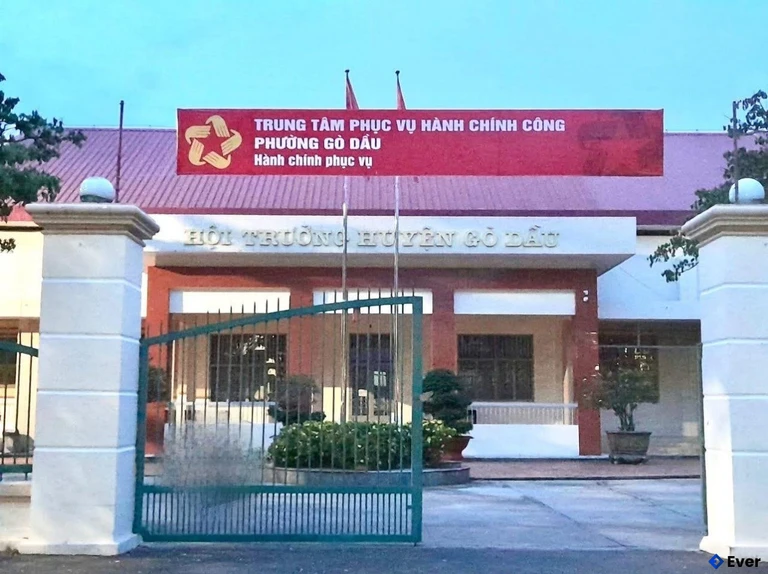 TRUNG TÂM PHỤC VỤ HÀNH CHÍNH CÔNG
PHƯỜNG GÒ DẦU
Hành chính phục vụ
HỘI TRƯỜNG HUYỆN GÒ DẦU
Ever